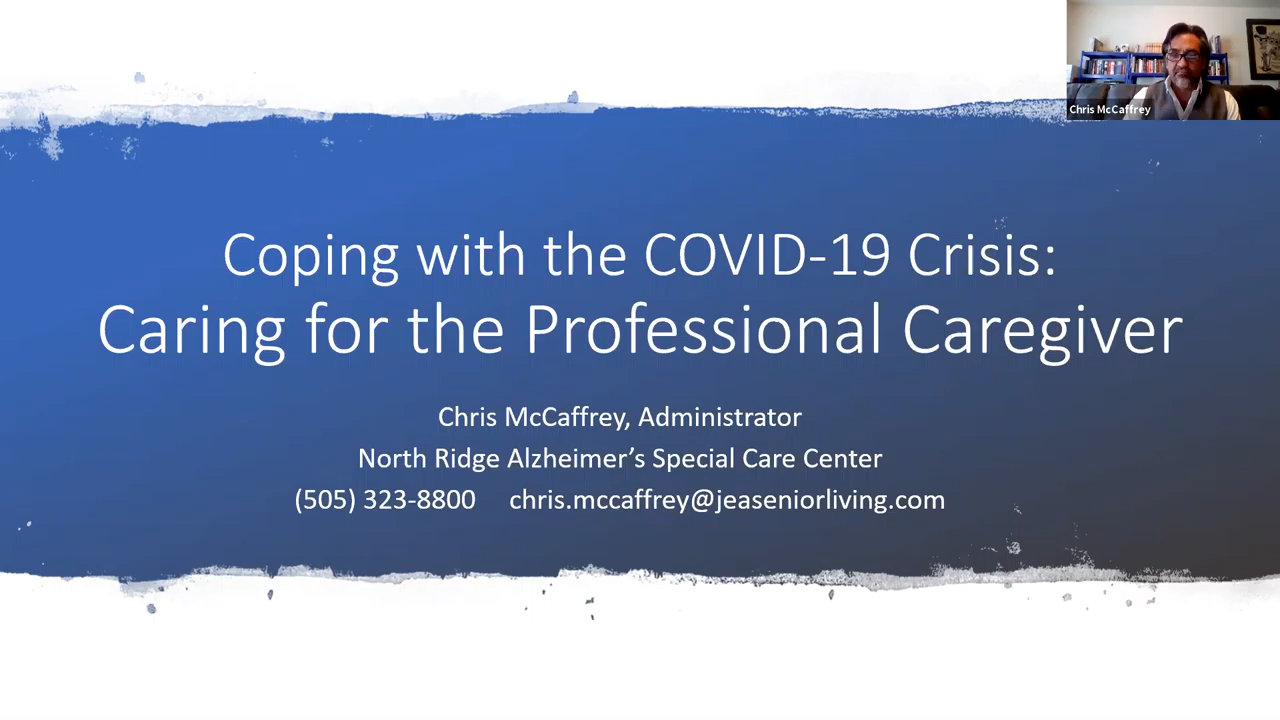 Chris McCaffrey
Coping with the COVID-19 Crisis:
Caring for the Professional Caregiver
Chris McCaffrey, Administrator
North Ridge Alzheimer’s Special Care Center
(505) 323-8800 chris.mccaffrey@jeaseniorliving.com